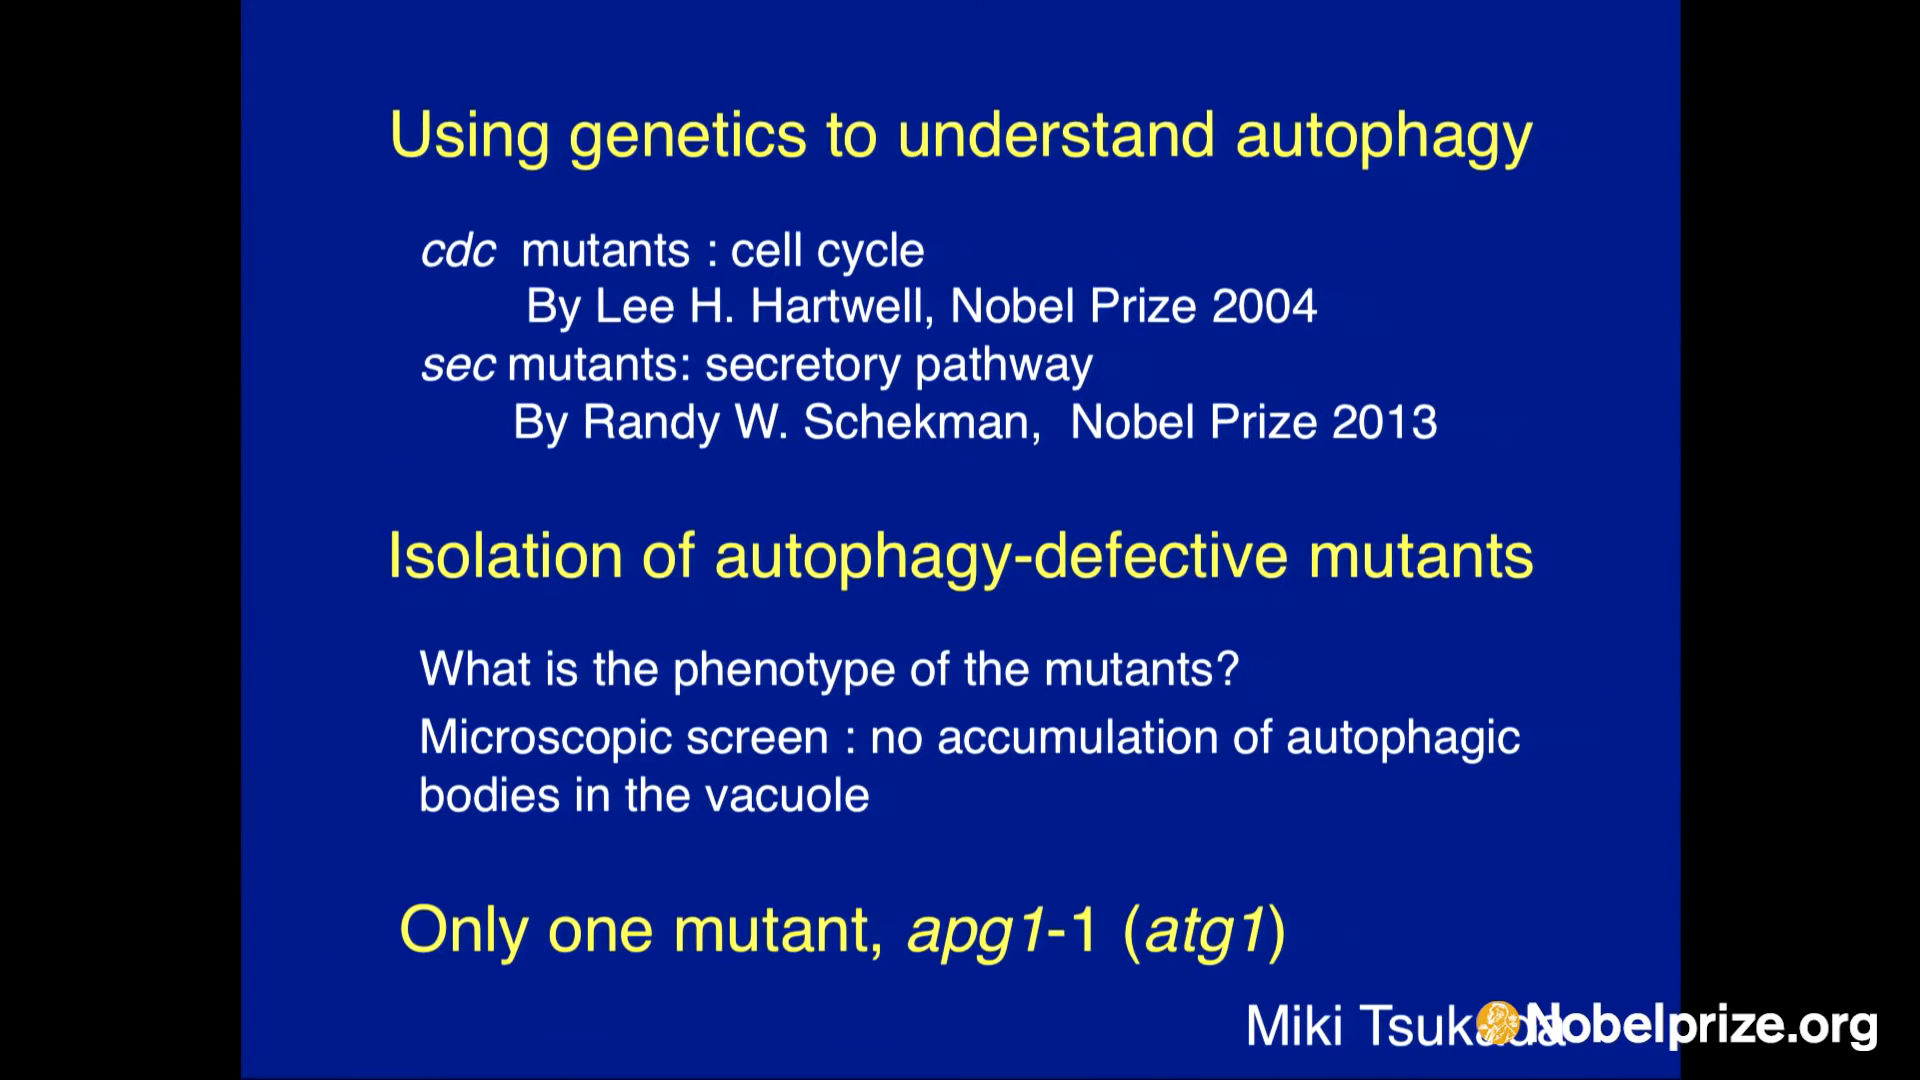 Using genetics to understand autophagy
cdc mutants : cell cycle
By Lee H. Hartwell, Nobel Prize 2004
sec mutants: secretory pathway
By Randy W. Schekman, Nobel Prize 2013
Isolation of autophagy-defective mutants
What is the phenotype of the mutants?
Microscopic screen : no accumulation of autophagic
bodies in the vacuole
Only one mutant, apg1-1 (atg1)
Miki Tsukada
Nobelprize.org